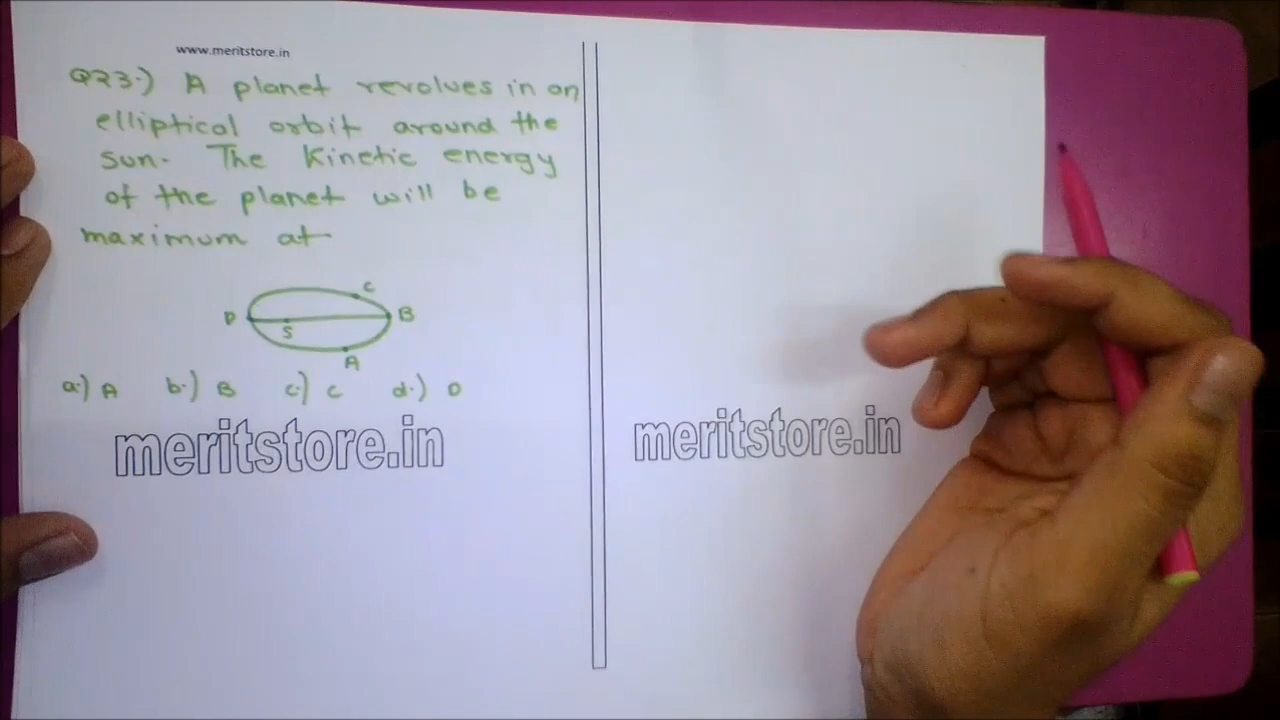 www.meritstore.in
Q23.) A planet revolves in an
elliptical orbit around the
sun. The Kinetic energy
of the planet will be
maximum at
C
D S B
A
a.) A b.) B c.) C d.) D
meritstore.in
meritstore.in